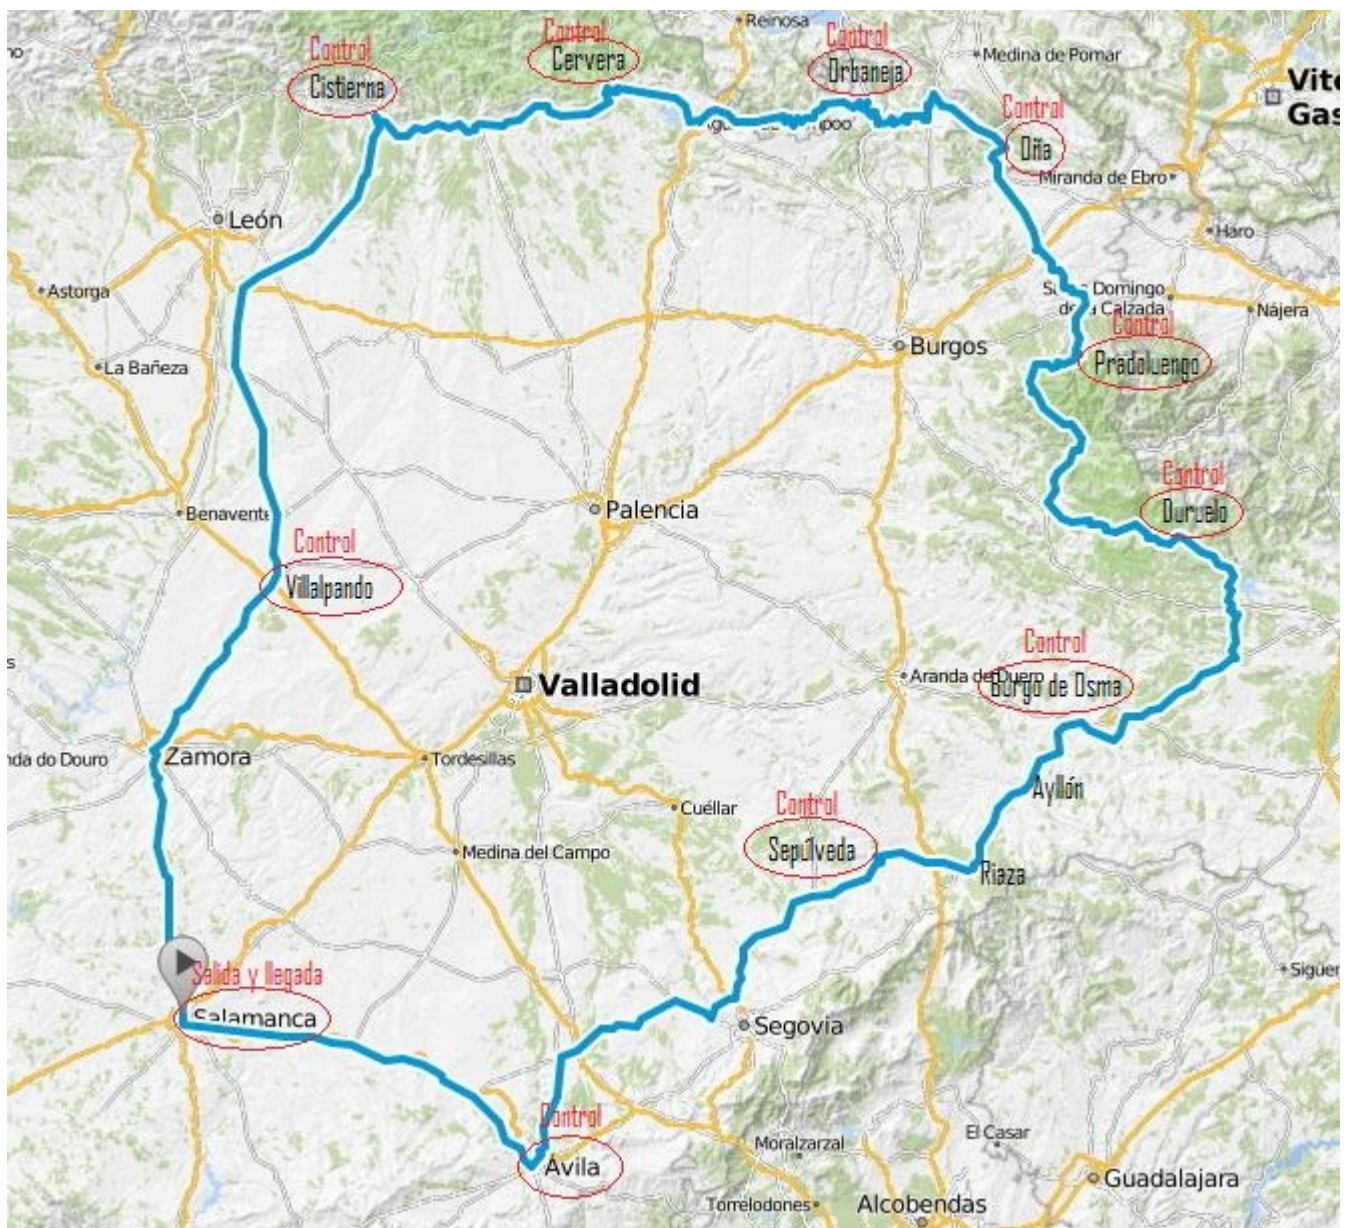 Reinosa
Control
Control
Control
Cistierna
Cervera
Orbaneja
Medina de Pomar
Control
Oña
Miranda de Ebro
León
Haro
Astorga
Domingo
Calzada
Nájera
Control
Burgos
Pradoluengo
La Bañeza
Control
Duruelo
Palencia
Benavente
Control
Villalpando
Control
Aranda de Duero
Burgo de Osma
Valladolid
Zamora
Tordesillas
da do Douro
Ayllón
Control
Cuéllar
Sepúlveda
Medina del Campo
Riaza
Salida y llegada
Salamanca
Segovia
Control
Ávila
Moralzarzal
El Casar
Guadalajara
Torrelodones
Alcobendas